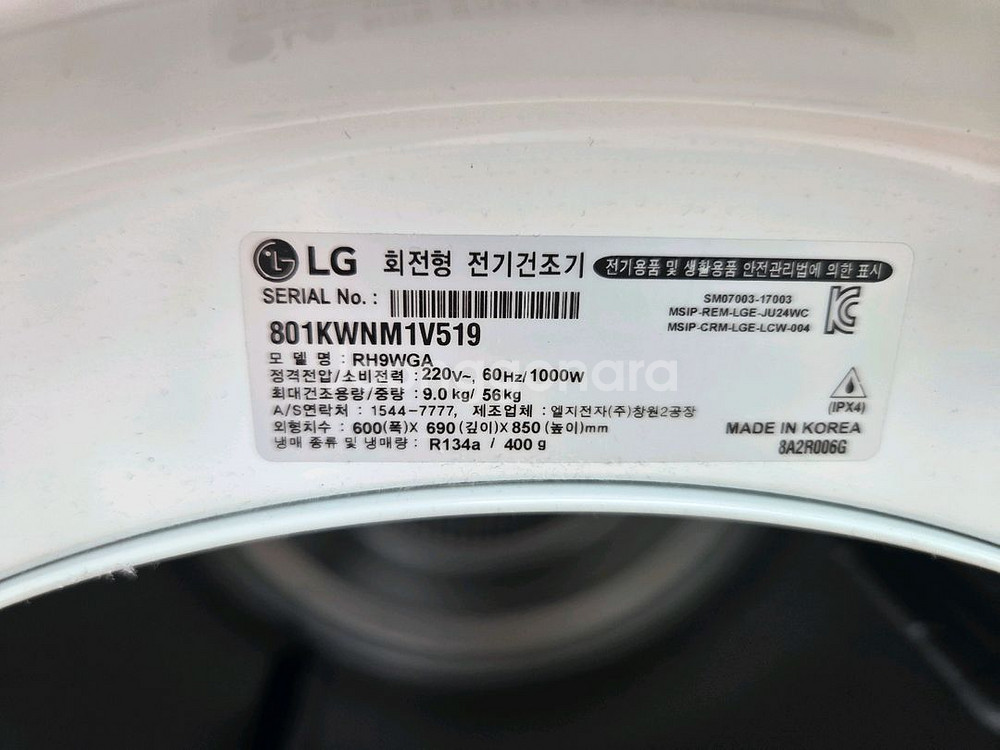 LG 회전형 전기건조기 전기용품 및 생활용품 안전관리법에 의한 표시
SERIAL No. :
801KWNM1V519
SM07003-17003
MSIP-REM-LGE-JU24WC
MSIP-CRM-LGE-LCW-004
모 델 명 : RH9WGA
정격전압/소비전력 : 220V~, 60Hz/1000W
최대건조용량/중량 : 9.0 kg/ 56kg
A/S연락처 : 1544-7777, 제조업체 : 엘지전자(주)창원2공장
외형치수 : 600(폭)X 690(깊이)X 850(높이)mm
냉매 종류 및 냉매량 : R134a / 400 g
(IPX4)
MADE IN KOREA
8A2R006G